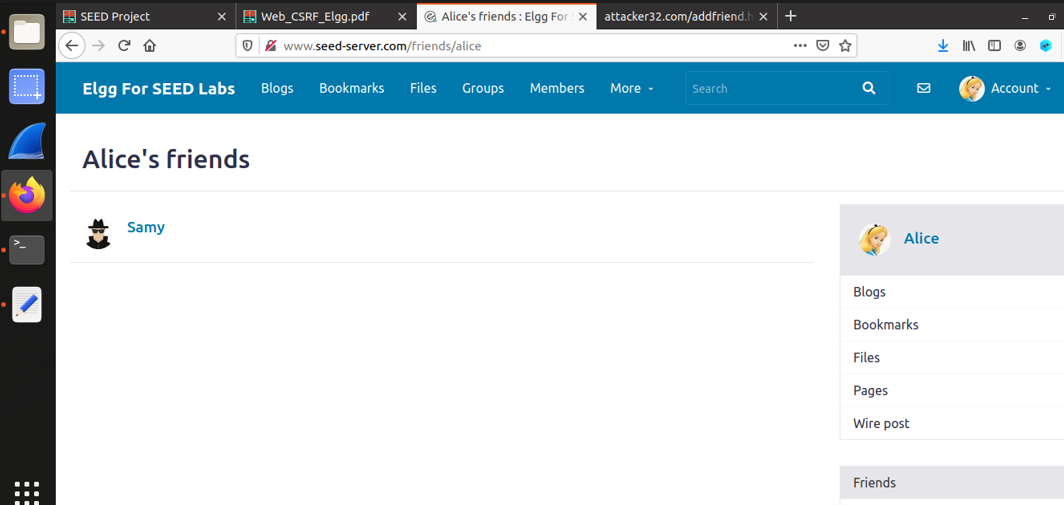 SEED Project
Web_CSRF_Elgg.pdf
Alice's friends : Elgg For
attacker32.com/addfriend.h
www.seed-server.com/friends/alice
Elgg For SEED Labs
Blogs
Bookmarks
Files
Groups
Members
More
Search
Account
Alice's friends
Samy
Alice
Blogs
Bookmarks
Files
Pages
Wire post
Friends